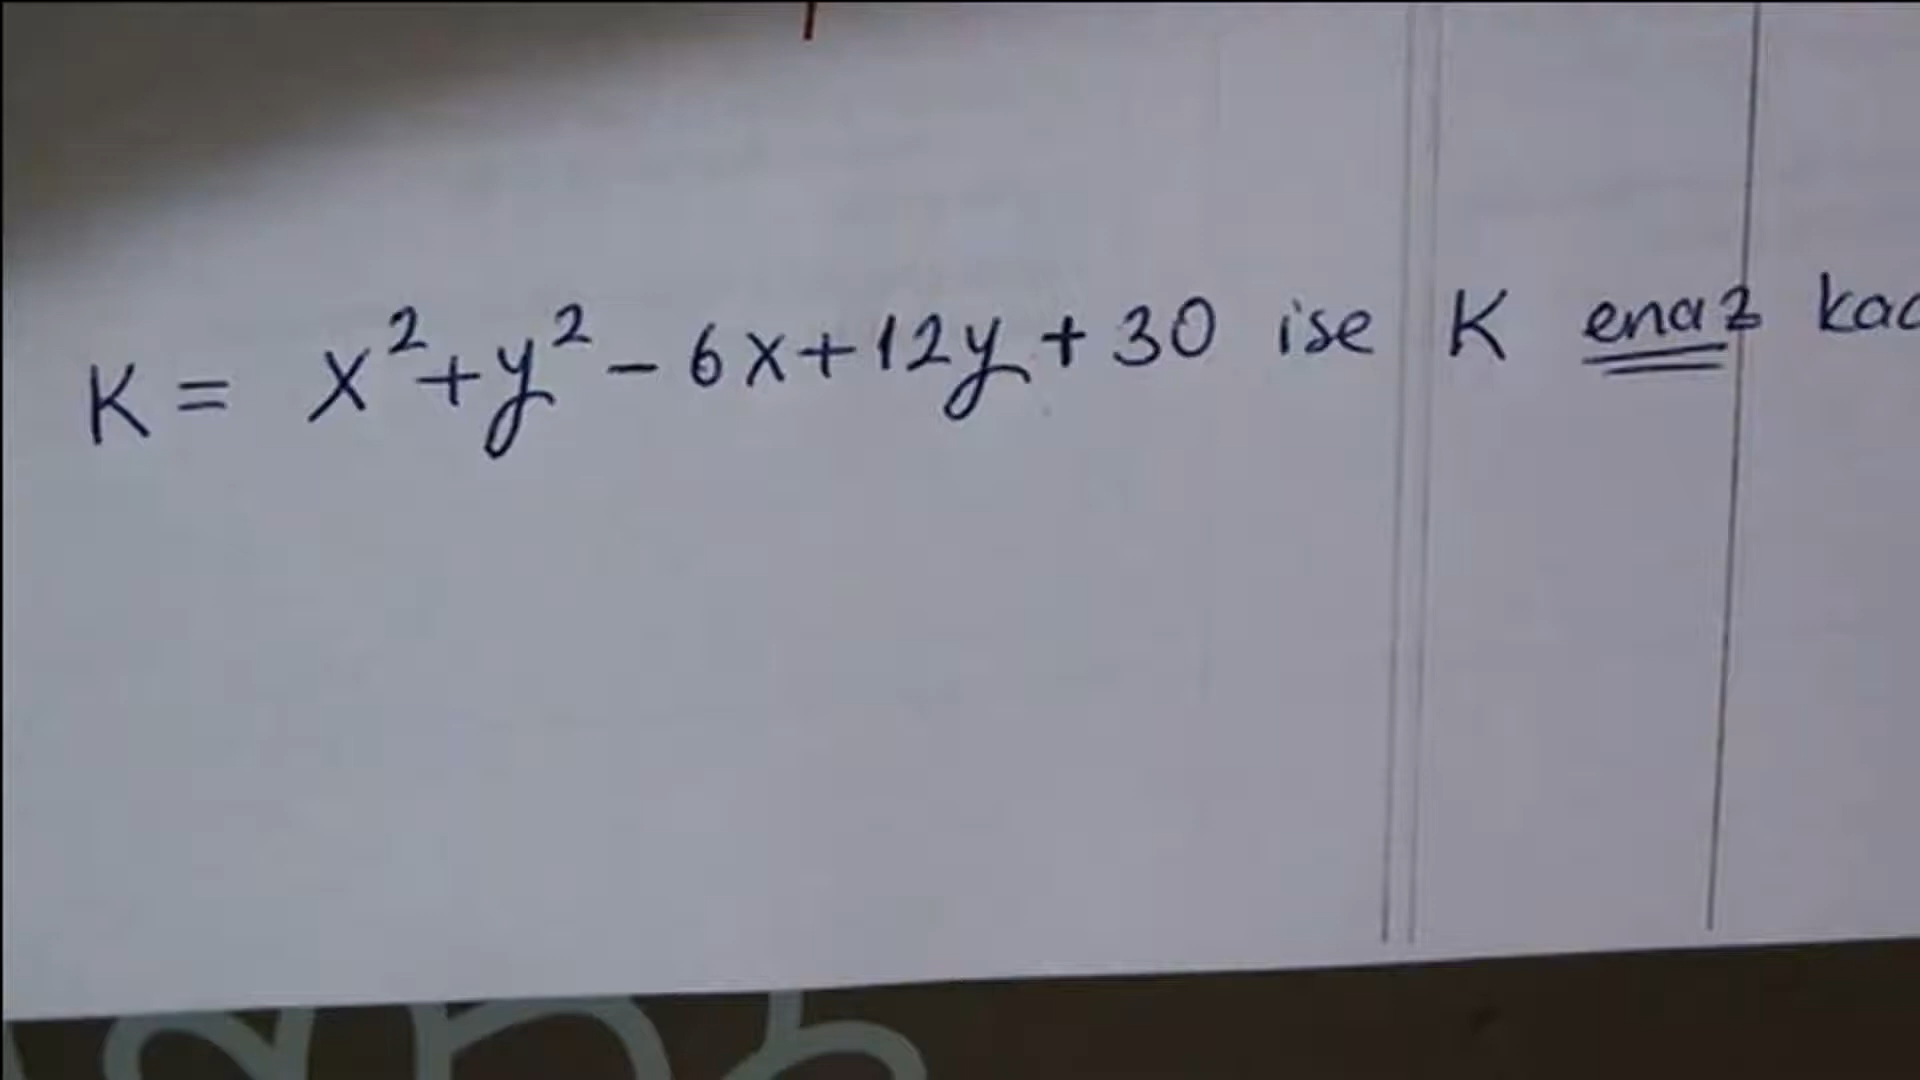 K = x² + y² - 6x + 12y + 30 ise K enaz